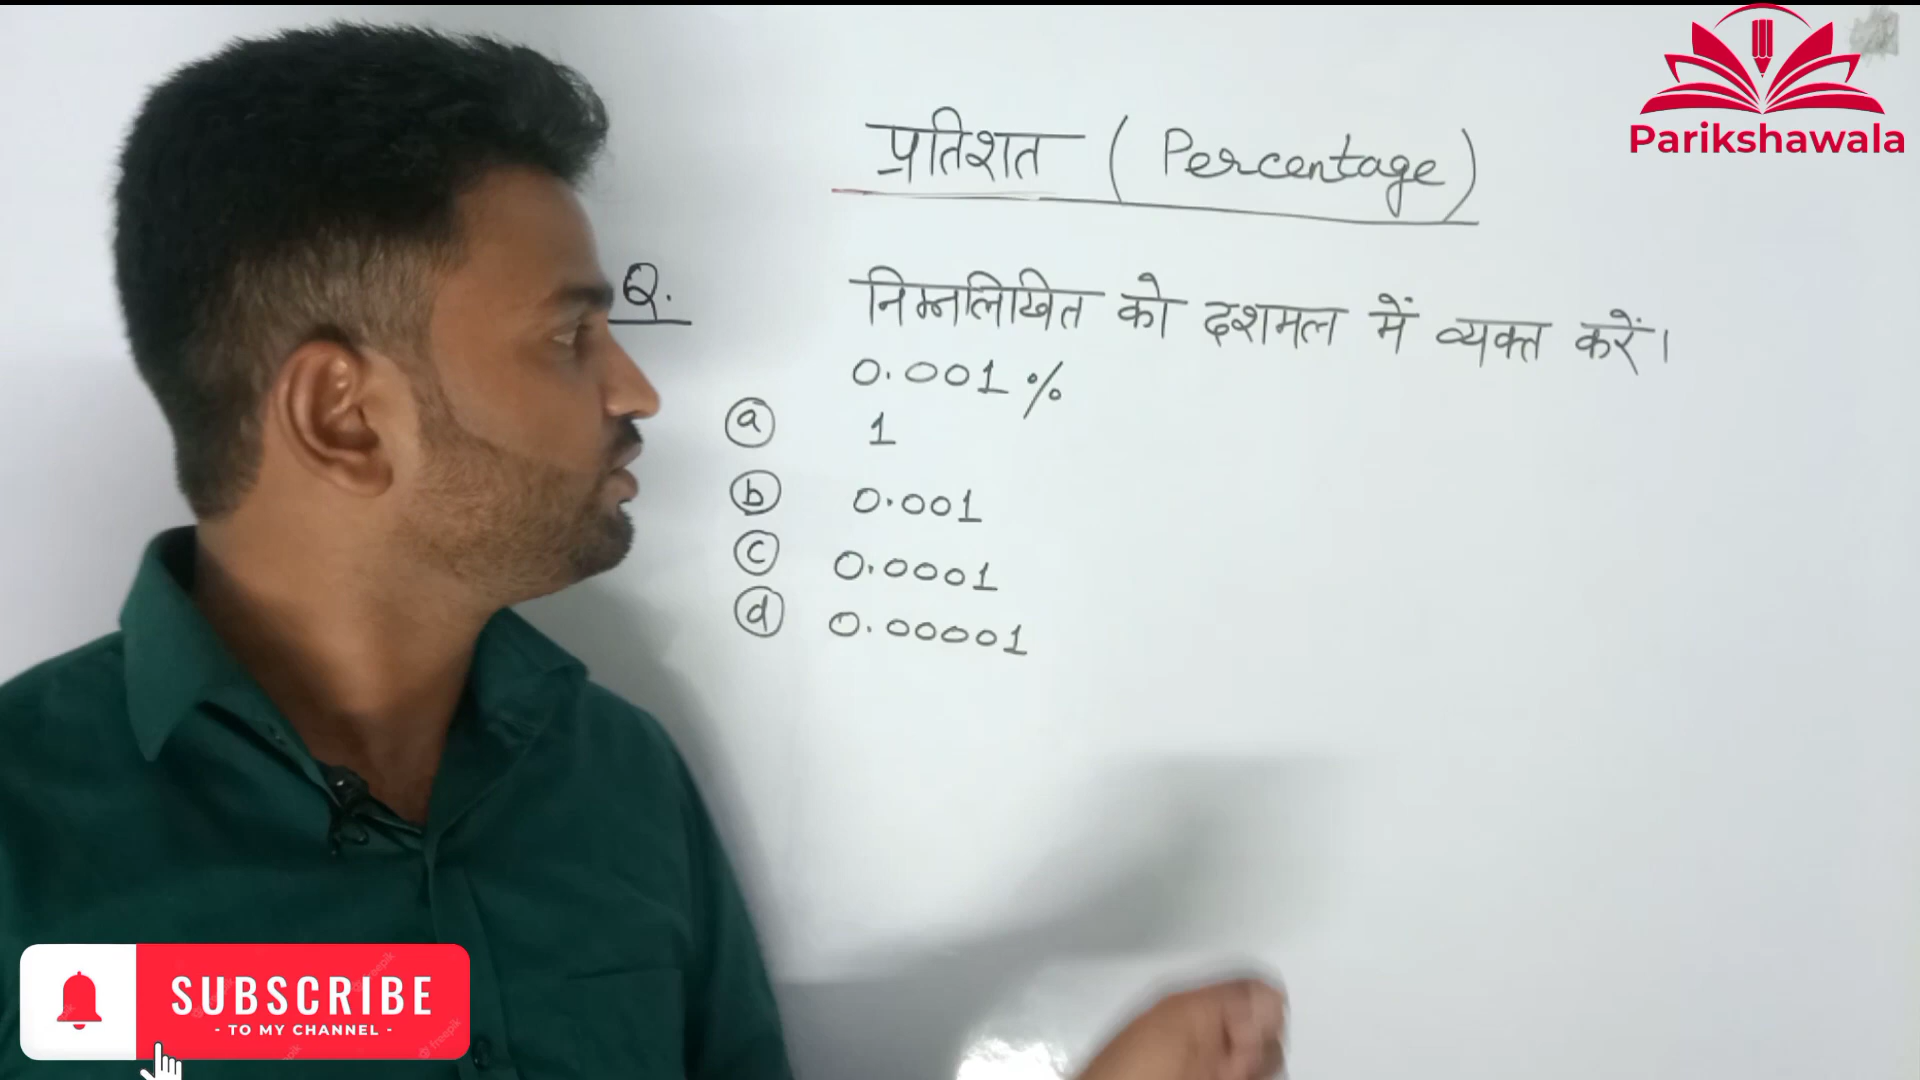 Parikshawala
प्रतिशत (Percentage)
Q. निम्नलिखित को दशमल में व्यक्त करें।
0.001%
ⓐ 1
ⓑ 0.001
ⓒ 0.0001
ⓓ 0.00001
SUBSCRIBE
- TO MY CHANNEL -